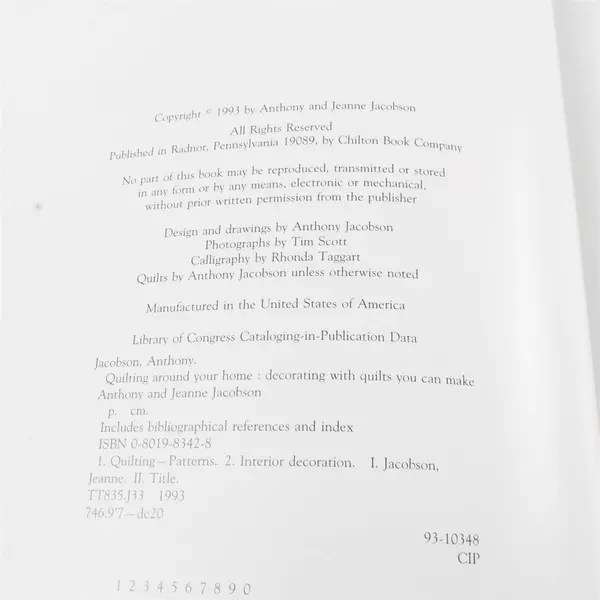 Copyright © 1993 by Anthony and Jeanne Jacobson
All Rights Reserved
Published in Radnor, Pennsylvania 19089, by Chilton Book Company
No part of this book may be reproduced, transmitted or stored
in any form or by any means, electronic or mechanical,
without prior written permission from the publisher
Design and drawings by Anthony Jacobson
Photographs by Tim Scott
Calligraphy by Rhonda Taggart
Quilts by Anthony Jacobson unless otherwise noted
Manufactured in the United States of America
Library of Congress Cataloging-in-Publication Data
Jacobson, Anthony.
Quilting around your home : decorating with quilts you can make
Anthony and Jeanne Jacobson
p. cm.
Includes bibliographical references and index
ISBN 0-8019-8342-8
1. Quilting—Patterns. 2. Interior decoration. I. Jacobson,
Jeanne. II. Title.
TT835.J33 1993
746.9'7—dc20
93-10348
CIP
1 2 3 4 5 6 7 8 9 0